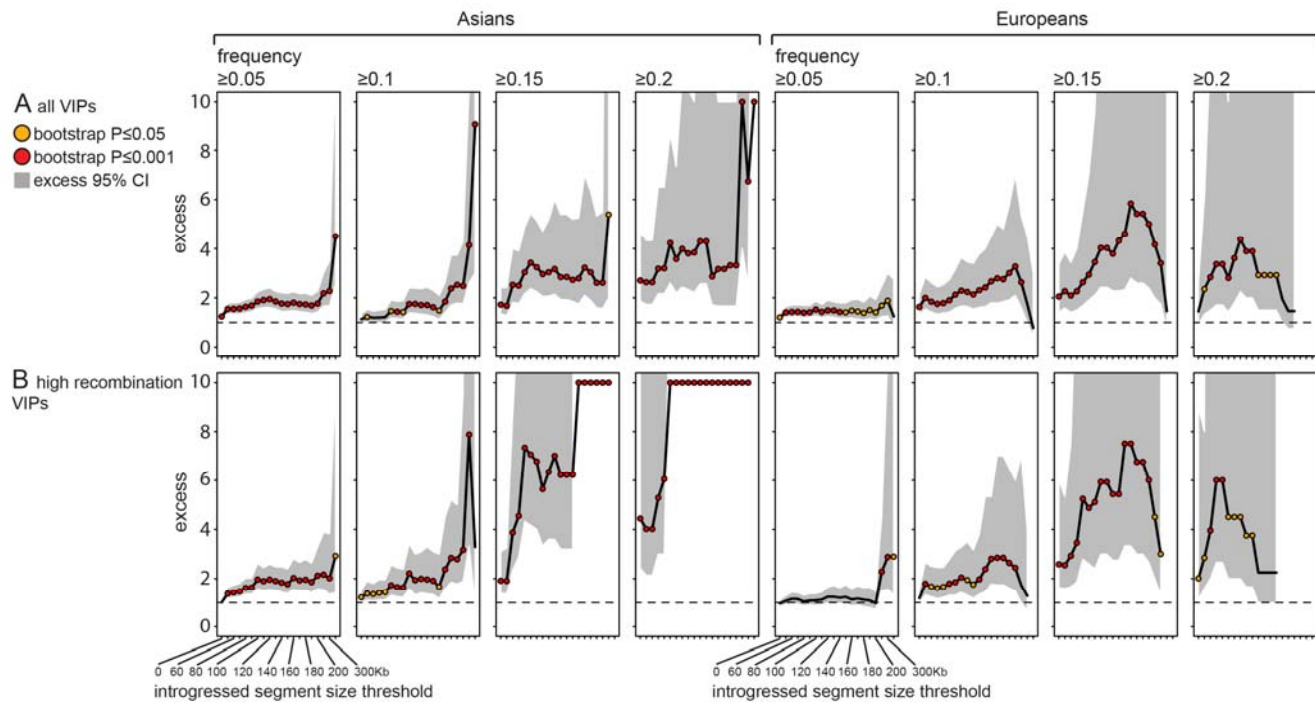 Asians
Europeans
frequency
≥0.05
≥0.1
≥0.15
≥0.2
frequency
≥0.05
≥0.1
≥0.15
≥0.2
A all VIPs
bootstrap P≤0.05
bootstrap P≤0.001
excess 95% CI
excess
10
8
6
4
2
0
B high recombination
VIPs
excess
10
8
6
4
2
0
0 60 80 100 120 140 160 180 200 300Kb
introgressed segment size threshold
0 60 80 100 120 140 160 180 200 300Kb
introgressed segment size threshold